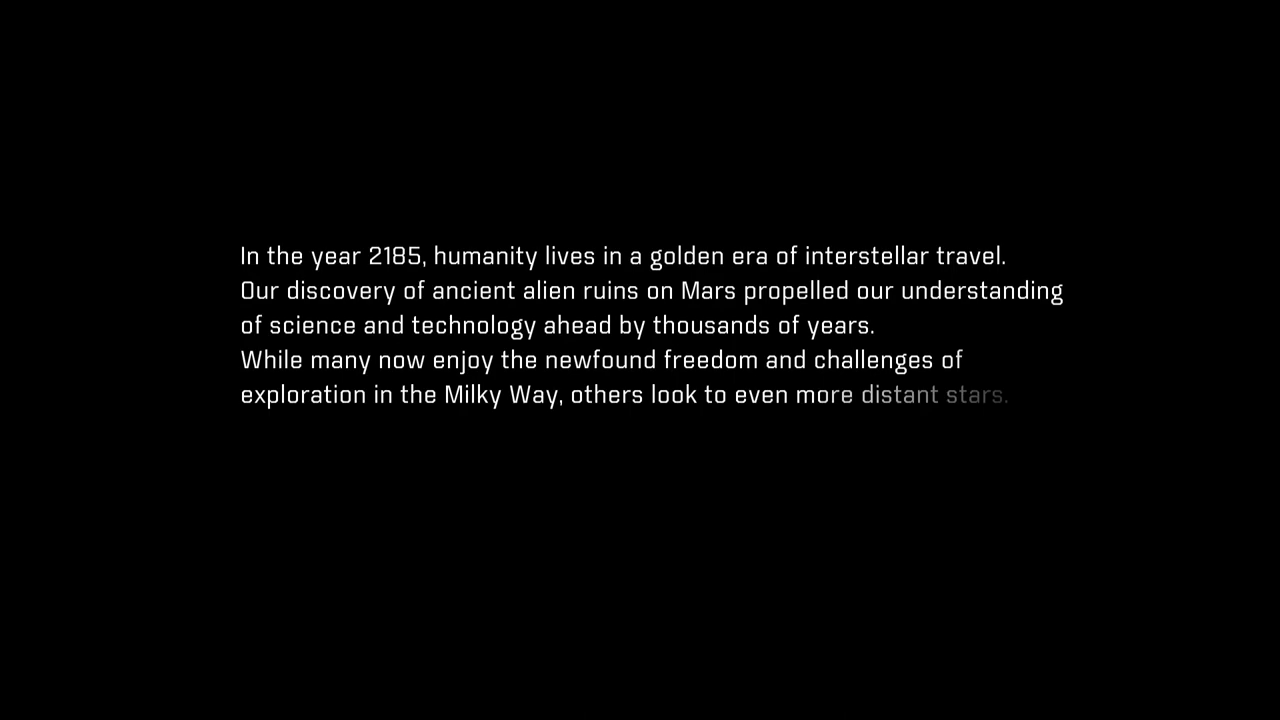 In the year 2185, humanity lives in a golden era of interstellar travel.
Our discovery of ancient alien ruins on Mars propelled our understanding
of science and technology ahead by thousands of years.
While many now enjoy the newfound freedom and challenges of
exploration in the Milky Way, others look to even more distant stars.